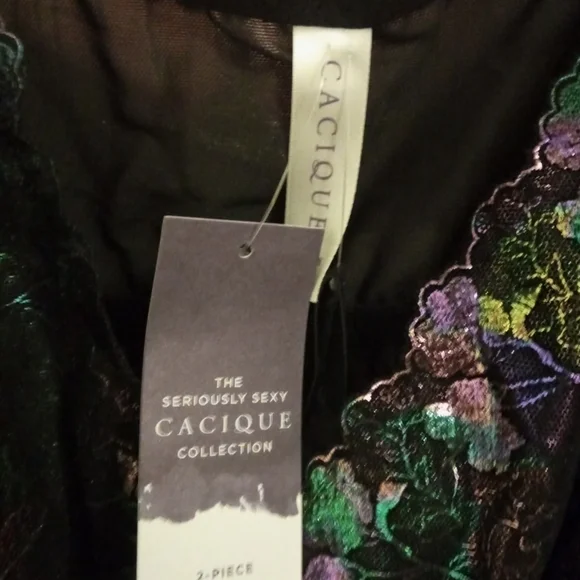 CACIQUE
THE
SERIOUSLY SEXY
CACIQUE
COLLECTION
2-PIECE